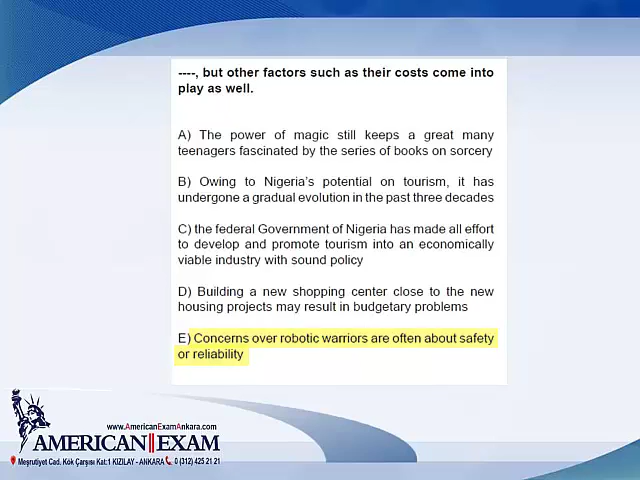 ----, but other factors such as their costs come into
play as well.
A) The power of magic still keeps a great many
teenagers fascinated by the series of books on sorcery
B) Owing to Nigeria's potential on tourism, it has
undergone a gradual evolution in the past three decades
C) the federal Government of Nigeria has made all effort
to develop and promote tourism into an economically
viable industry with sound policy
D) Building a new shopping center close to the new
housing projects may result in budgetary problems
E) Concerns over robotic warriors are often about safety
or reliability
www.AmericanExamAnkara.com
AMERICAN EXAM
Meşrutiyet Cad. Kök Çarşısı Kat:1 KIZILAY - ANKARA 0 (312) 425 21 21